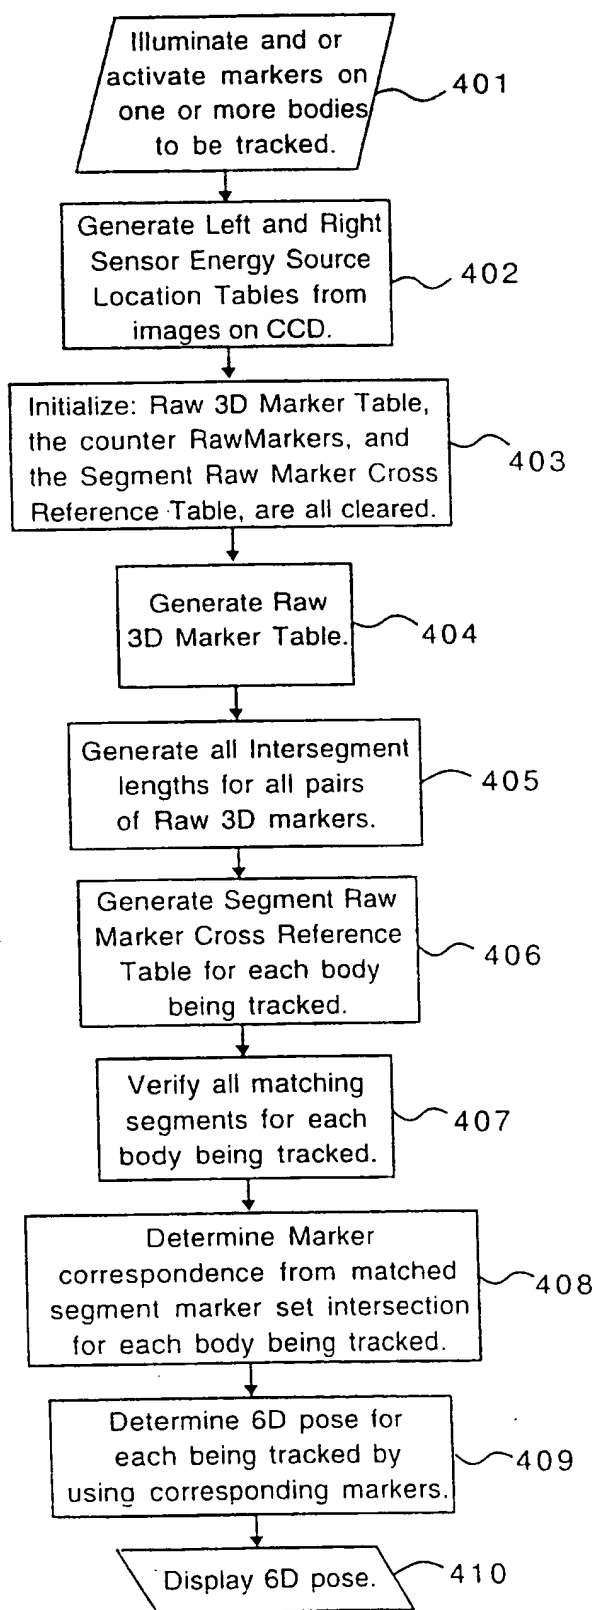 Illuminate and or
activate markers on
one or more bodies
to be tracked.
401
Generate Left and Right
Sensor Energy Source
Location Tables from
images on CCD.
402
Initialize: Raw 3D Marker Table,
the counter RawMarkers, and
the Segment Raw Marker Cross
Reference Table, are all cleared.
403
Generate Raw
3D Marker Table.
404
Generate all Intersegment
lengths for all pairs
of Raw 3D markers.
405
Generate Segment Raw
Marker Cross Reference
Table for each body
being tracked.
406
Verify all matching
segments for each
body being tracked.
407
Determine Marker
correspondence from matched
segment marker set intersection
for each body being tracked.
408
Determine 6D pose for
each being tracked by
using corresponding markers.
409
Display 6D pose.
410